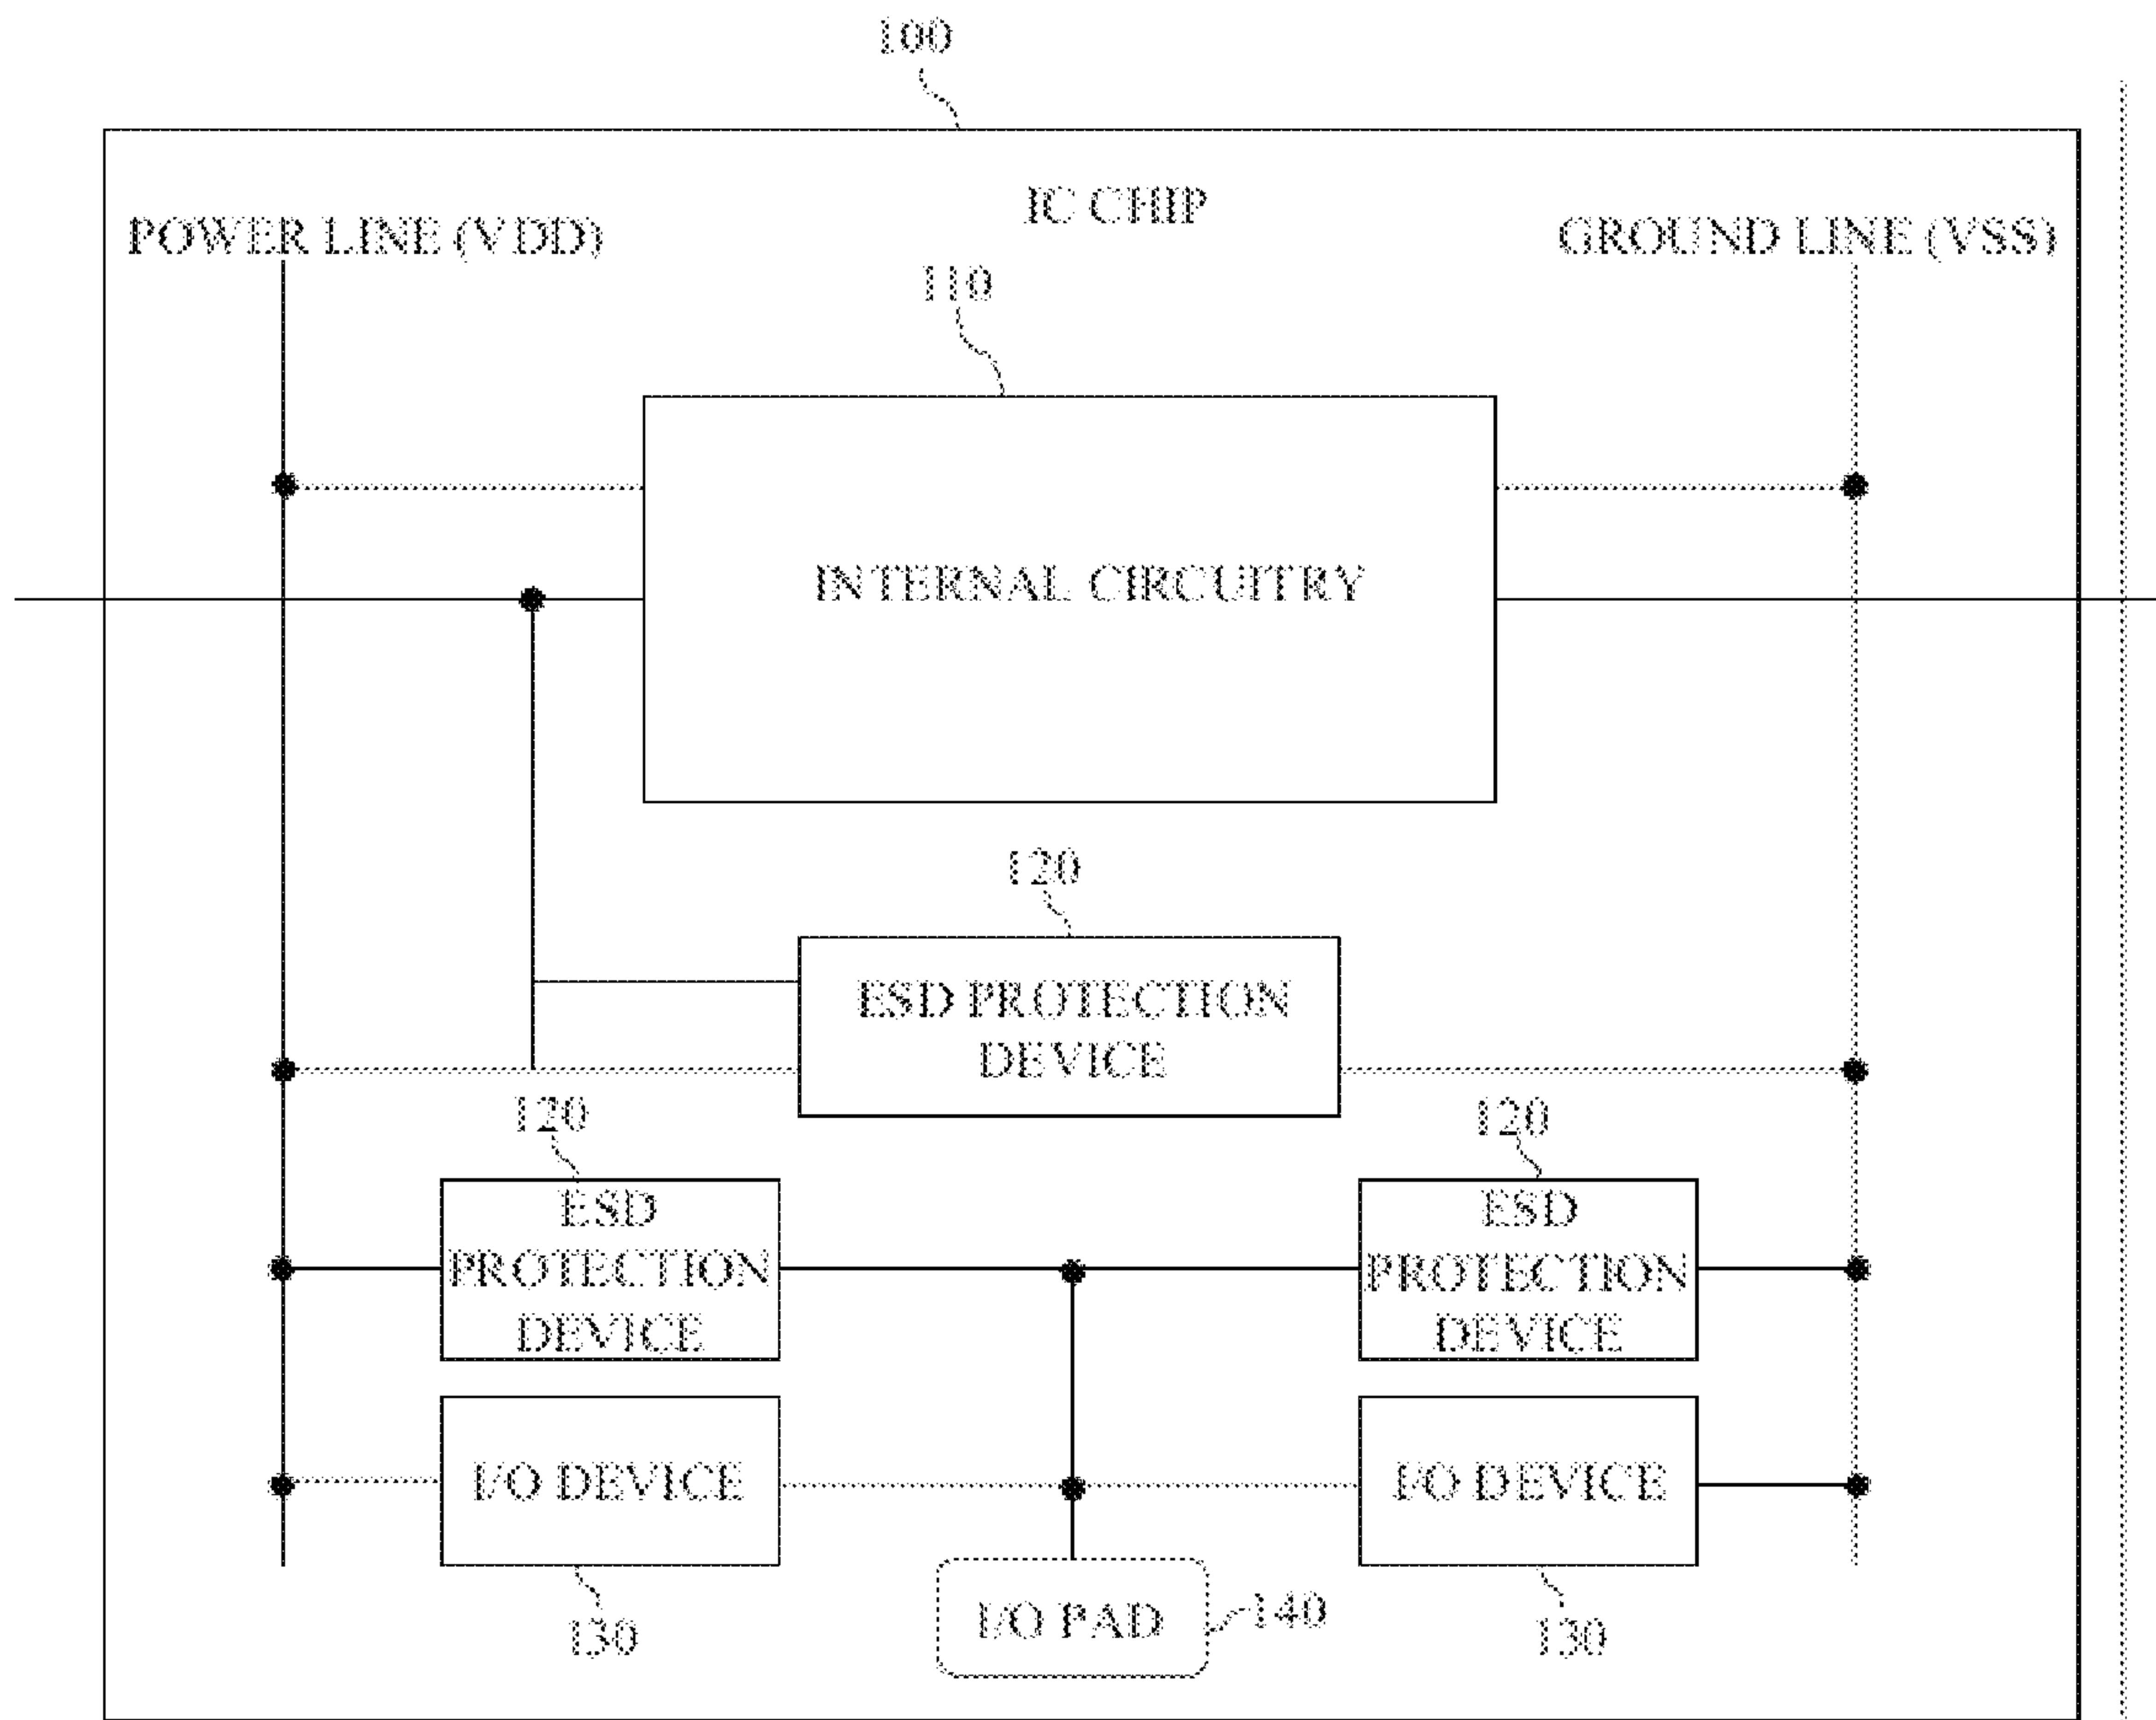 100
IC CHIP
POWER LINE (VDD)
GROUND LINE (VSS)
110
INTERNAL CIRCUITRY
120
ESD PROTECTION
DEVICE
120
120
ESD
PROTECTION
DEVICE
ESD
PROTECTION
DEVICE
I/O DEVICE
I/O DEVICE
130
I/O PAD
140
130